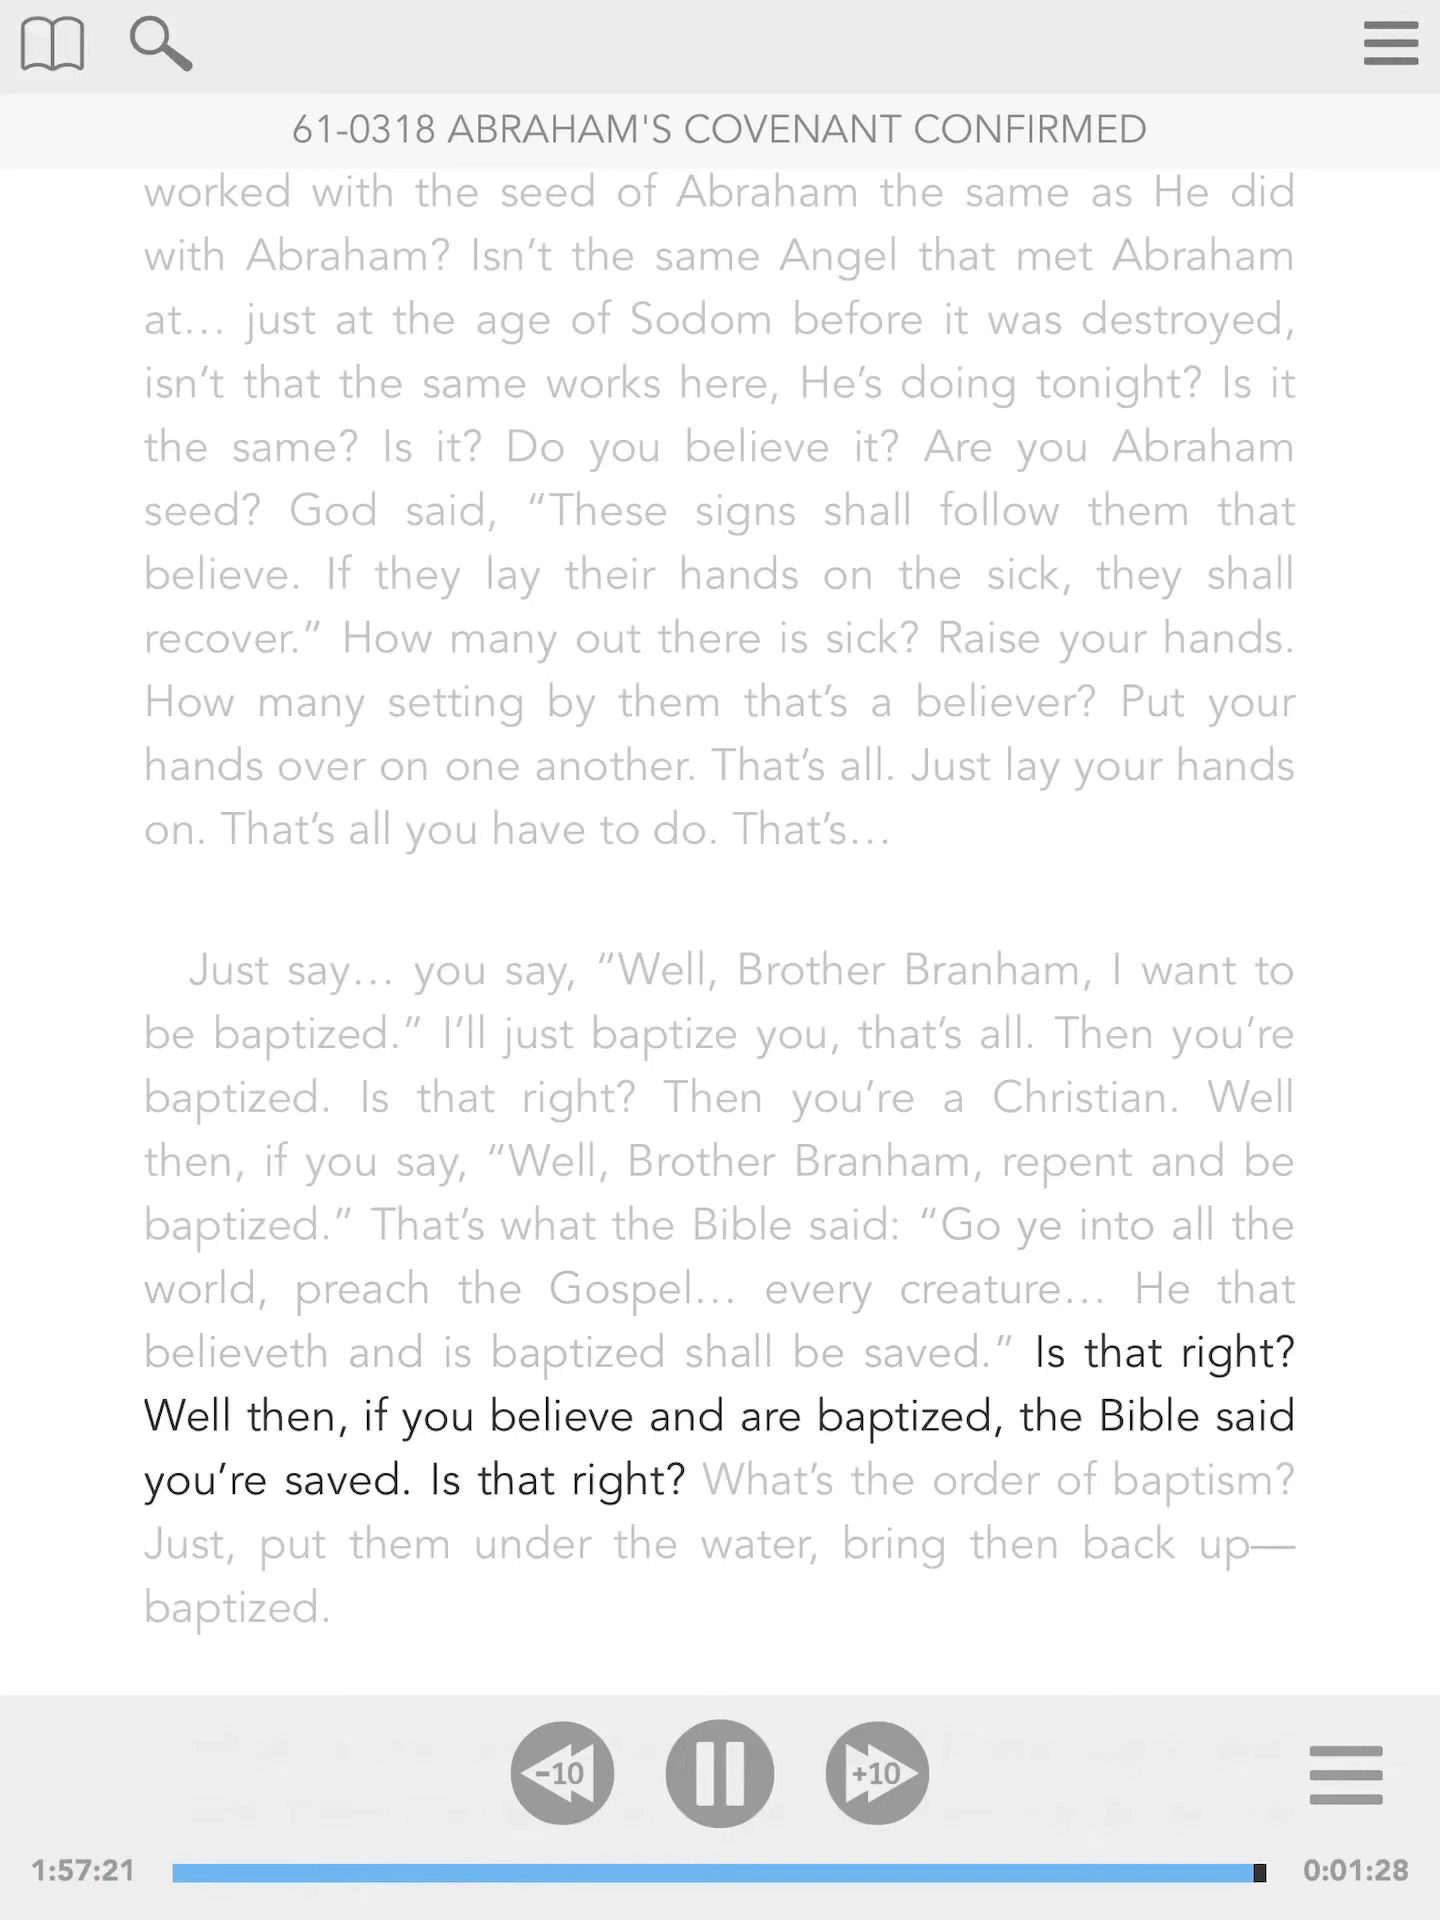 61-0318 ABRAHAM'S COVENANT CONFIRMED
worked with the seed of Abraham the same as He did
with Abraham? Isn’t the same Angel that met Abraham
at… just at the age of Sodom before it was destroyed,
isn’t that the same works here, He’s doing tonight? Is it
the same? Is it? Do you believe it? Are you Abraham
seed? God said, “These signs shall follow them that
believe. If they lay their hands on the sick, they shall
recover.” How many out there is sick? Raise your hands.
How many setting by them that’s a believer? Put your
hands over on one another. That’s all. Just lay your hands
on. That’s all you have to do. That’s…
Just say… you say, “Well, Brother Branham, I want to
be baptized.” I’ll just baptize you, that’s all. Then you’re
baptized. Is that right? Then you’re a Christian. Well
then, if you say, “Well, Brother Branham, repent and be
baptized.” That’s what the Bible said: “Go ye into all the
world, preach the Gospel… every creature… He that
believeth and is baptized shall be saved.” Is that right?
Well then, if you believe and are baptized, the Bible said
you’re saved. Is that right? What’s the order of baptism?
Just, put them under the water, bring then back up—
baptized.
-10 +10
1:57:21 0:01:28